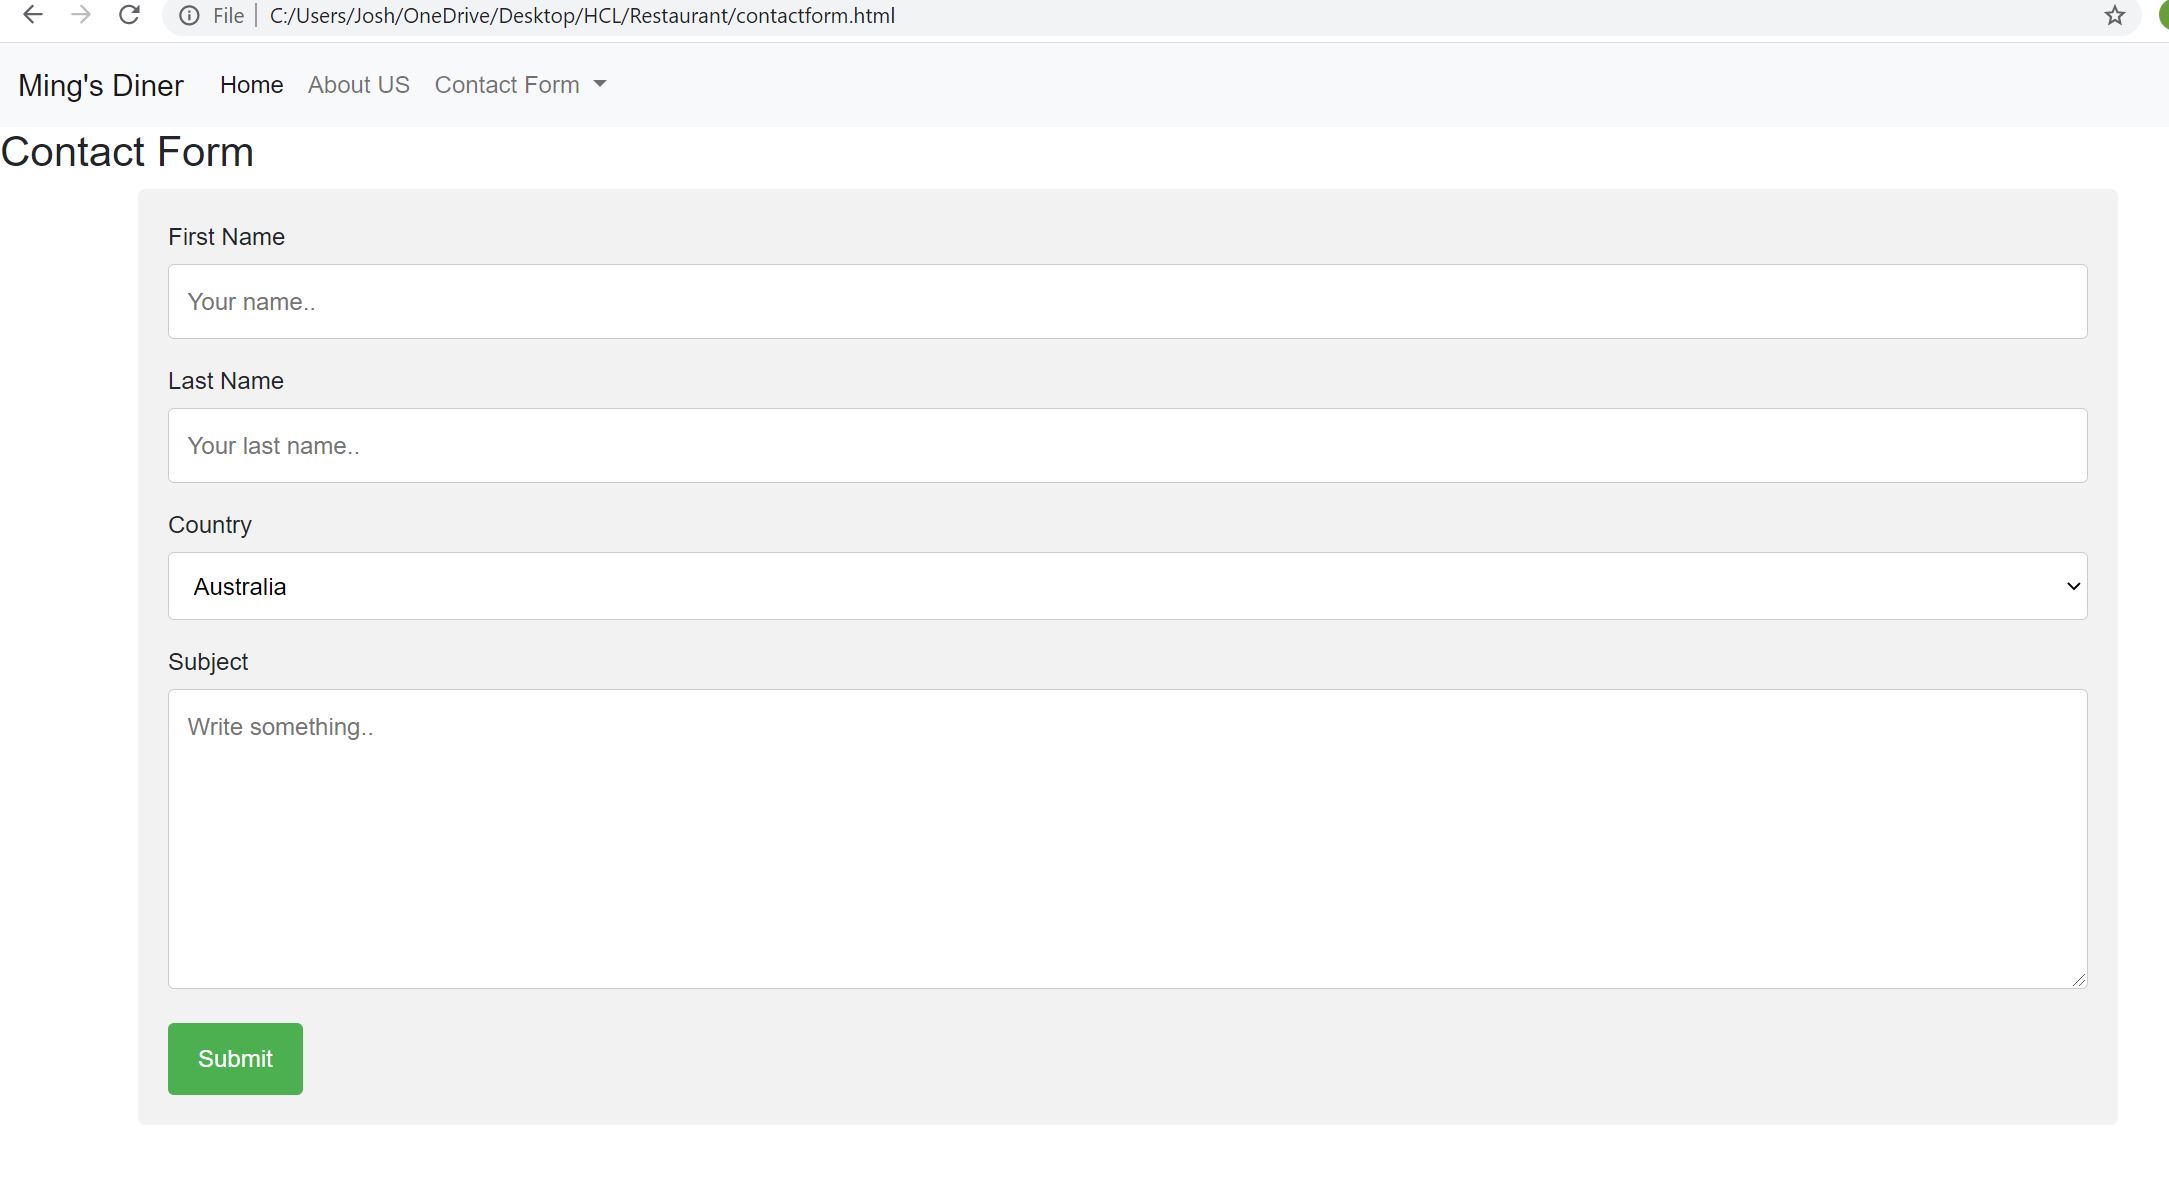 File C:/Users/Josh/OneDrive/Desktop/HCL/Restaurant/contactform.html
Ming's Diner Home About US Contact Form
Contact Form
First Name
Your name..
Last Name
Your last name..
Country
Australia
Subject
Write something..
Submit